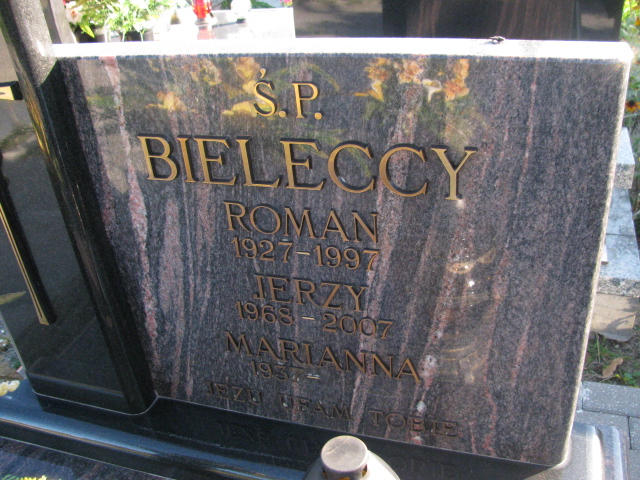 Ś.P.
BIELECCY
ROMAN
1927-1997
JERZY
1968-2007
MARIANNA
JEZU UFAM TOBIE